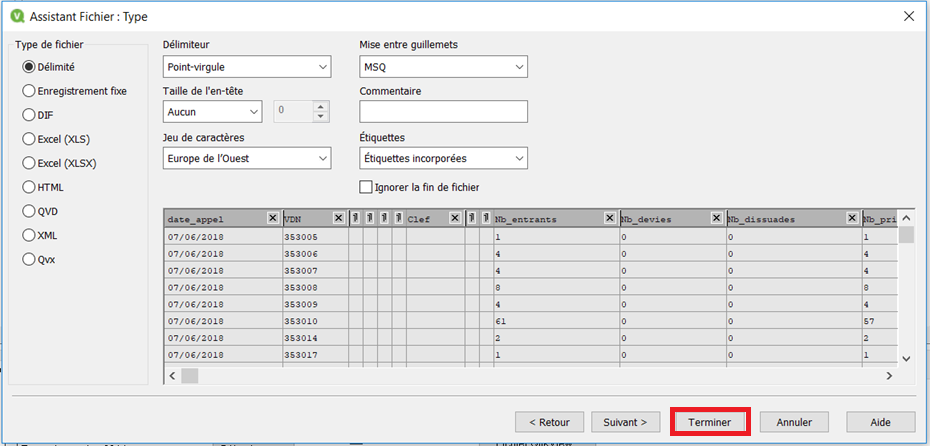 Assistant Fichier : Type
Type de fichier
Délimité
Enregistrement fixe
DIF
Excel (XLS)
Excel (XLSX)
HTML
QVD
XML
Qvx
Délimiteur
Point-virgule
Mise entre guillemets
MSQ
Taille de l'en-tête
Aucun
0
Commentaire
Jeu de caractères
Europe de l'Ouest
Étiquettes
Étiquettes incorporées
Ignorer la fin de fichier
date_appel VDN Clef Nb_entrants Nb_devies Nb_dissuades Nb_pri
07/06/2018 353005 1 0 0 1
07/06/2018 353006 4 0 0 4
07/06/2018 353007 4 0 0 4
07/06/2018 353008 8 0 0 8
07/06/2018 353009 4 0 0 4
07/06/2018 353010 61 0 0 57
07/06/2018 353014 2 0 0 2
07/06/2018 353017 1 0 0 1
< Retour Suivant > Terminer Annuler Aide